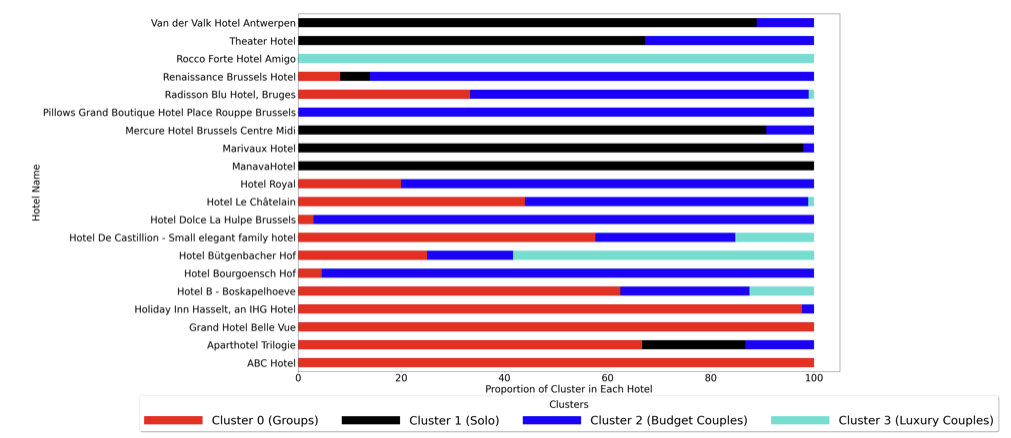 Van der Valk Hotel Antwerpen
Theater Hotel
Rocco Forte Hotel Amigo
Renaissance Brussels Hotel
Radisson Blu Hotel, Bruges
Pillows Grand Boutique Hotel Place Rouppe Brussels
Mercure Hotel Brussels Centre Midi
Marivaux Hotel
ManavaHotel
Hotel Royal
Hotel Le Châtelain
Hotel Dolce La Hulpe Brussels
Hotel De Castillion - Small elegant family hotel
Hotel Bütgenbacher Hof
Hotel Bourgoensch Hof
Hotel B - Boskapelhoeve
Holiday Inn Hasselt, an IHG Hotel
Grand Hotel Belle Vue
Aparthotel Trilogie
ABC Hotel
Hotel Name
0 20 40 60 80 100
Proportion of Cluster in Each Hotel
Clusters
Cluster 0 (Groups) Cluster 1 (Solo) Cluster 2 (Budget Couples) Cluster 3 (Luxury Couples)